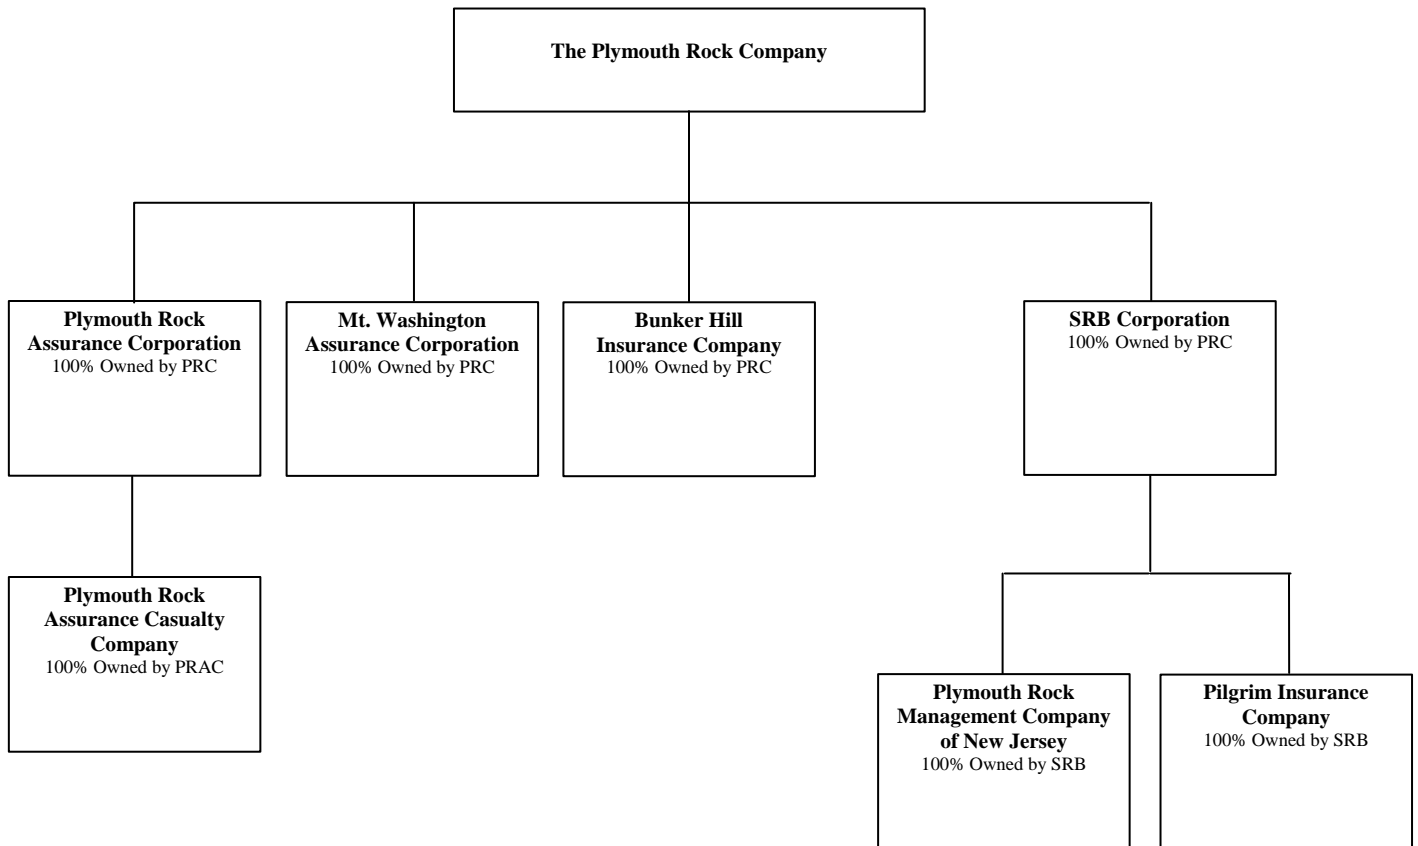 The Plymouth Rock Company
Plymouth Rock
Assurance Corporation
100% Owned by PRC
Mt. Washington
Assurance Corporation
100% Owned by PRC
Bunker Hill
Insurance Company
100% Owned by PRC
SRB Corporation
100% Owned by PRC
Plymouth Rock
Assurance Casualty
Company
100% Owned by PRAC
Plymouth Rock
Management Company
of New Jersey
100% Owned by SRB
Pilgrim Insurance
Company
100% Owned by SRB